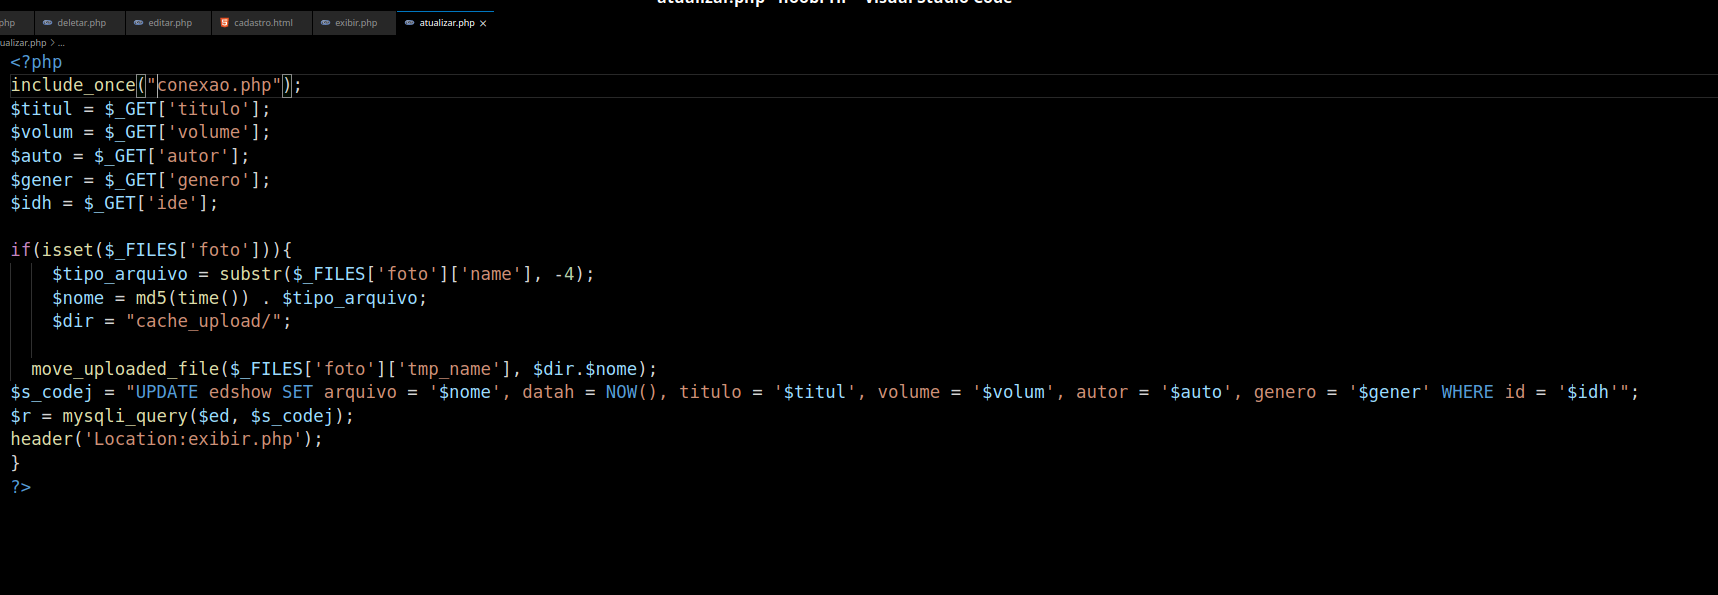 Visual Studio Code
php deletar.php editar.php cadastro.html exibir.php atualizar.php ×
ualizar.php > ...
<?php
include_once("conexao.php");
$titul = $_GET['titulo'];
$volum = $_GET['volume'];
$auto = $_GET['autor'];
$gener = $_GET['genero'];
$idh = $_GET['ide'];
if(isset($_FILES['foto'])){
$tipo_arquivo = substr($_FILES['foto']['name'], -4);
$nome = md5(time()) . $tipo_arquivo;
$dir = "cache_upload/";
move_uploaded_file($_FILES['foto']['tmp_name'], $dir.$nome);
$s_codej = "UPDATE edshow SET arquivo = '$nome', datah = NOW(), titulo = '$titul', volume = '$volum', autor = '$auto', genero = '$gener' WHERE id = '$idh'";
$r = mysqli_query($ed, $s_codej);
header('Location:exibir.php');
}
?>